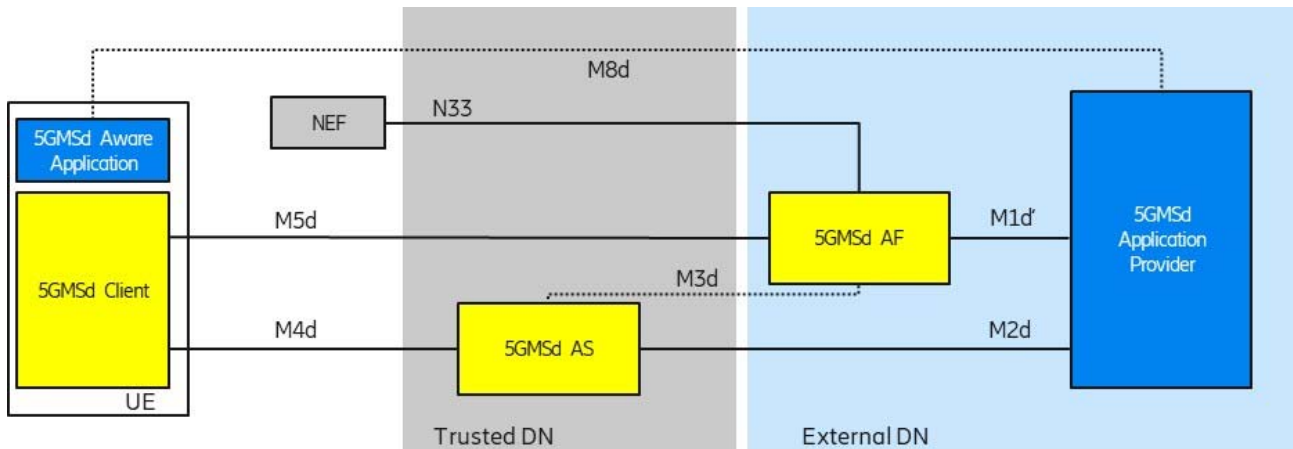 M8d
NEF
N33
5GMSd Aware
Application
M5d
5GMSd AF
M1d'
5GMSd
Application
Provider
5GMSd Client
M3d
M4d
5GMSd AS
M2d
UE
Trusted DN
External DN